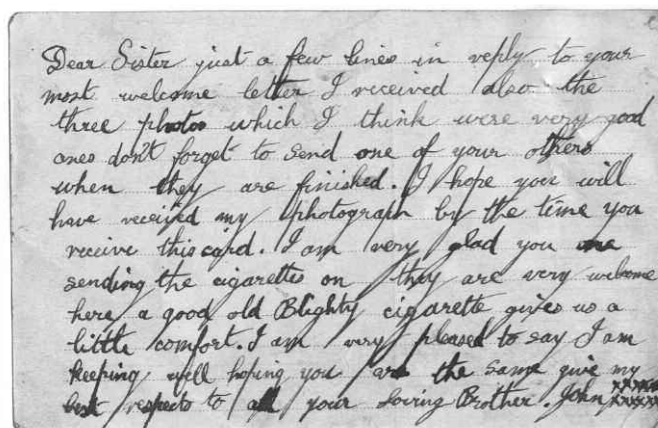 Dear Sister just a few lines in reply to your
most welcome letter I received also the
three photos which I think were very good
ones don't forget to send one of your others
when they are finished. I hope you will
have received my photograph by the time you
receive this card. I am very glad you are
sending the cigarettes on they are very welcome
here, a good old Blighty cigarette gives us a
little comfort. I am very pleased to say I am
keeping well hoping you are the same give my
best respects to all your loving Brother. John xxxxx
xxxxx